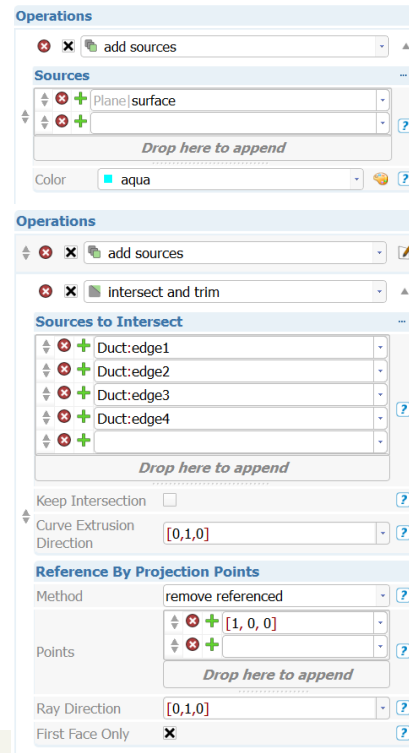 Operations
add sources
Sources
Plane|surface
Drop here to append
Color aqua
Operations
add sources
intersect and trim
Sources to Intersect
Duct:edge1
Duct:edge2
Duct:edge3
Duct:edge4
Drop here to append
Keep Intersection
Curve Extrusion
Direction
[0,1,0]
Reference By Projection Points
Method remove referenced
[1, 0, 0]
Points
Drop here to append
Ray Direction [0,1,0]
First Face Only